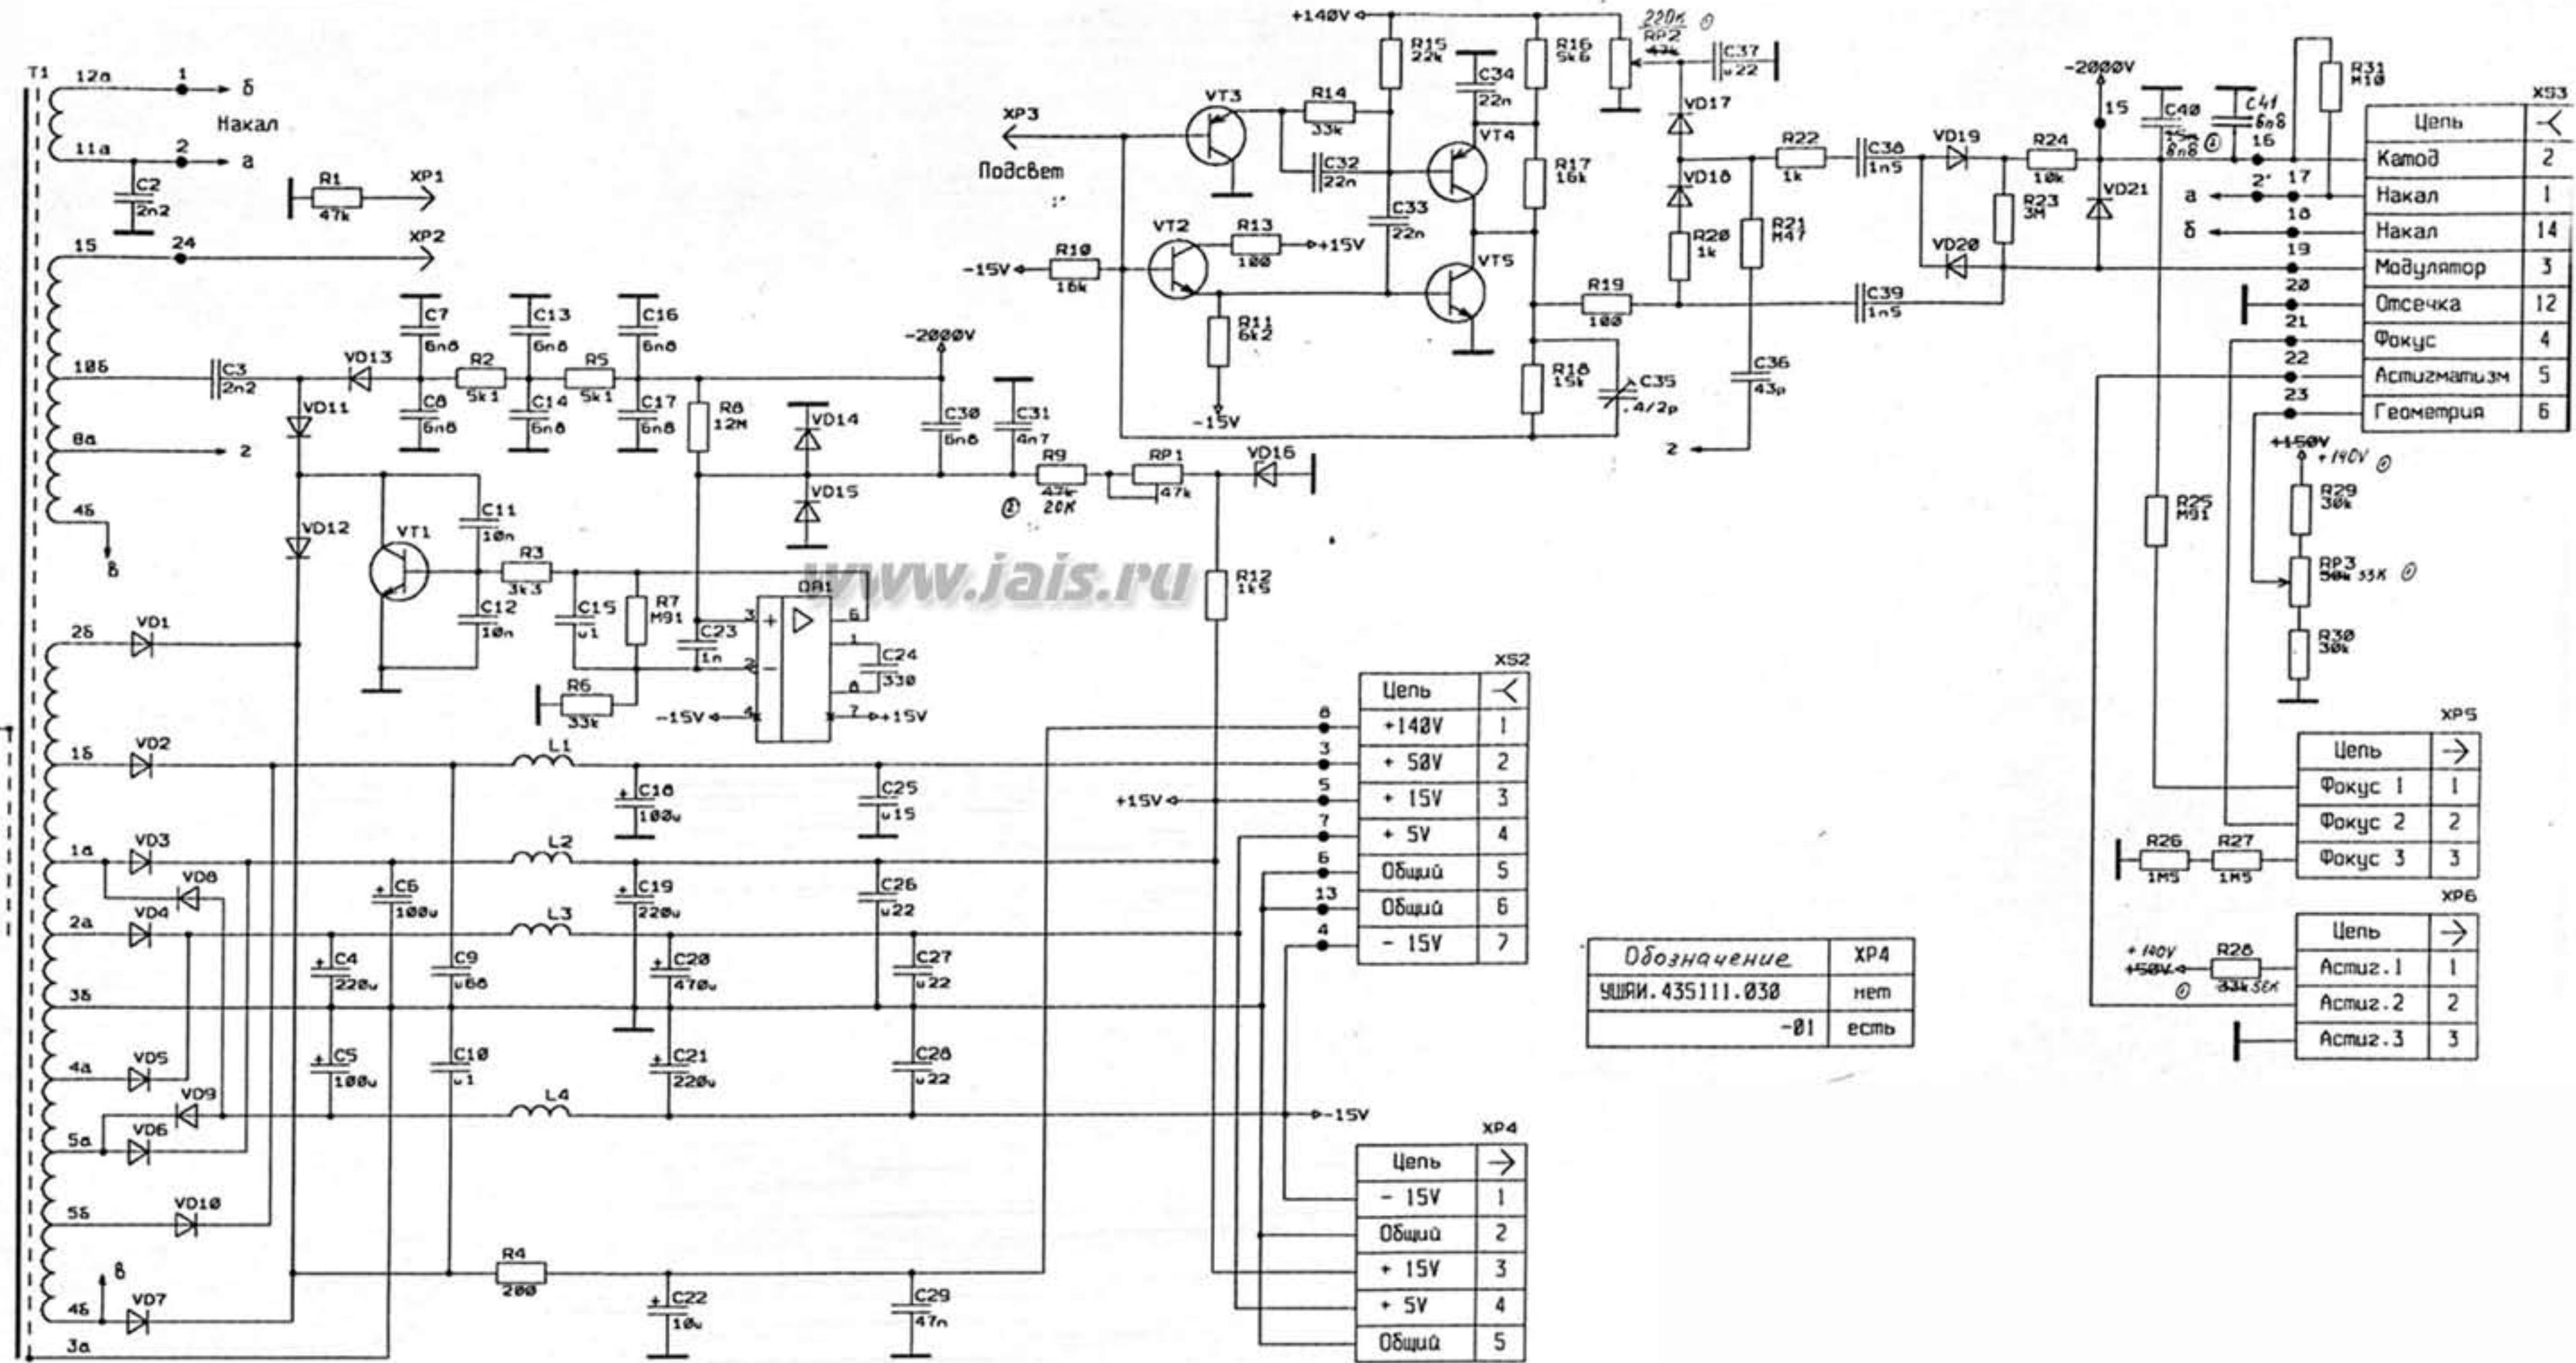 T1
12а 1 б
Накал
11а 2 а
C2
2n2
R1
47k
XP1
15 24
XP2
10б
C3
2n2
VD13
C7
6n8
C8
6n8
R2
5k1
C13
6n8
C14
6n8
R5
5k1
C16
6n8
C17
6n8
8а 2
4б
в
VD11
VD12
VT1
C11
10n
C12
10n
R3
3k3
C15
u1
R7
M91
R6
33k
C23
1n
R8
12M
VD14
VD15
-2000V
C30
6n8
C31
4n7
R9
47k
20К
RP1
47k
VD16
R12
1k5
DA1
3 + 6
1
2 − 8
4 7
-15V +15V
C24
330
www.jais.ru
2б VD1
1б VD2
1а VD3
VD8
2а VD4
3б
4а VD5
VD9
5а VD6
5б VD10
в
4б VD7
3а
L1
L2
L3
L4
C4
220u
C5
100u
C6
100u
C9
u68
C10
u1
C18
100u
C19
220u
C20
470u
C21
220u
C25
u15
C26
u22
C27
u22
C28
u22
R4
200
C22
10u
C29
47n
+15V
-15V
XP3
Подсвет
+140V
VT3
R14
33k
C32
22n
R15
22k
C34
22n
R16
5k6
VT4
R17
16k
C33
22n
VT2
R13
100
+15V
-15V
R10
16k
R11
6k2
-15V
VT5
R18
15k
C35
.4/2p
R19
100
220К
RP2
47k
C37
u22
VD17
VD18
R20
1k
R21
M47
C36
43p
2
R22
1k
C38
1n5
C39
1n5
VD19
VD20
R23
3M
R24
10k
-2000V
15
VD21
C40
6n8
C41
6n8
R31
M10
16
2' 17
а
18
б
19
20
21
22
23
XS3
Цепь
Катод 2
Накал 1
Накал 14
Модулятор 3
Отсечка 12
Фокус 4
Астигматизм 5
Геометрия 6
+150V
+140V
R29
30k
RP3
50k 33К
R30
30k
R25
M91
XP5
Цепь
Фокус 1 1
Фокус 2 2
Фокус 3 3
R26
1M5
R27
1M5
XP6
Цепь
Астиг.1 1
Астиг.2 2
Астиг.3 3
+140V
+50V
R28
33k
XS2
Цепь
8 +140V 1
3 + 50V 2
5 + 15V 3
7 + 5V 4
6 Общий 5
13 Общий 6
4 - 15V 7
Обозначение XP4
УШЯИ.435111.030 нет
-01 есть
XP4
Цепь
- 15V 1
Общий 2
+ 15V 3
+ 5V 4
Общий 5